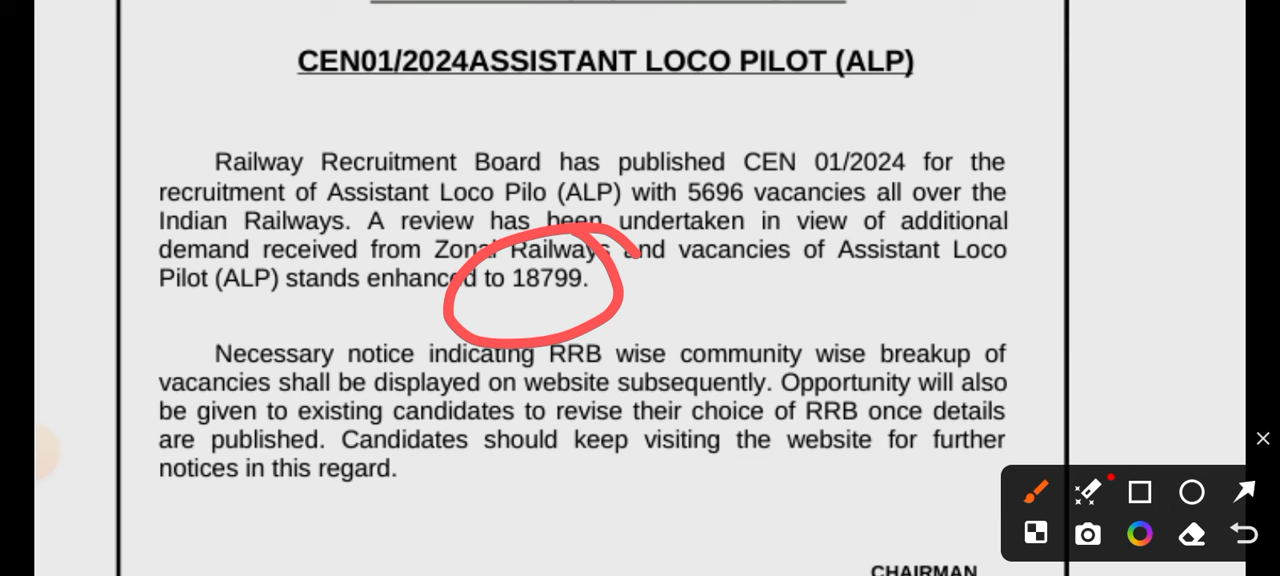 CEN01/2024ASSISTANT LOCO PILOT (ALP)
Railway Recruitment Board has published CEN 01/2024 for the
recruitment of Assistant Loco Pilo (ALP) with 5696 vacancies all over the
Indian Railways. A review has been undertaken in view of additional
demand received from Zonal Railways and vacancies of Assistant Loco
Pilot (ALP) stands enhanced to 18799.
Necessary notice indicating RRB wise community wise breakup of
vacancies shall be displayed on website subsequently. Opportunity will also
be given to existing candidates to revise their choice of RRB once details
are published. Candidates should keep visiting the website for further
notices in this regard.
CHAIRMAN